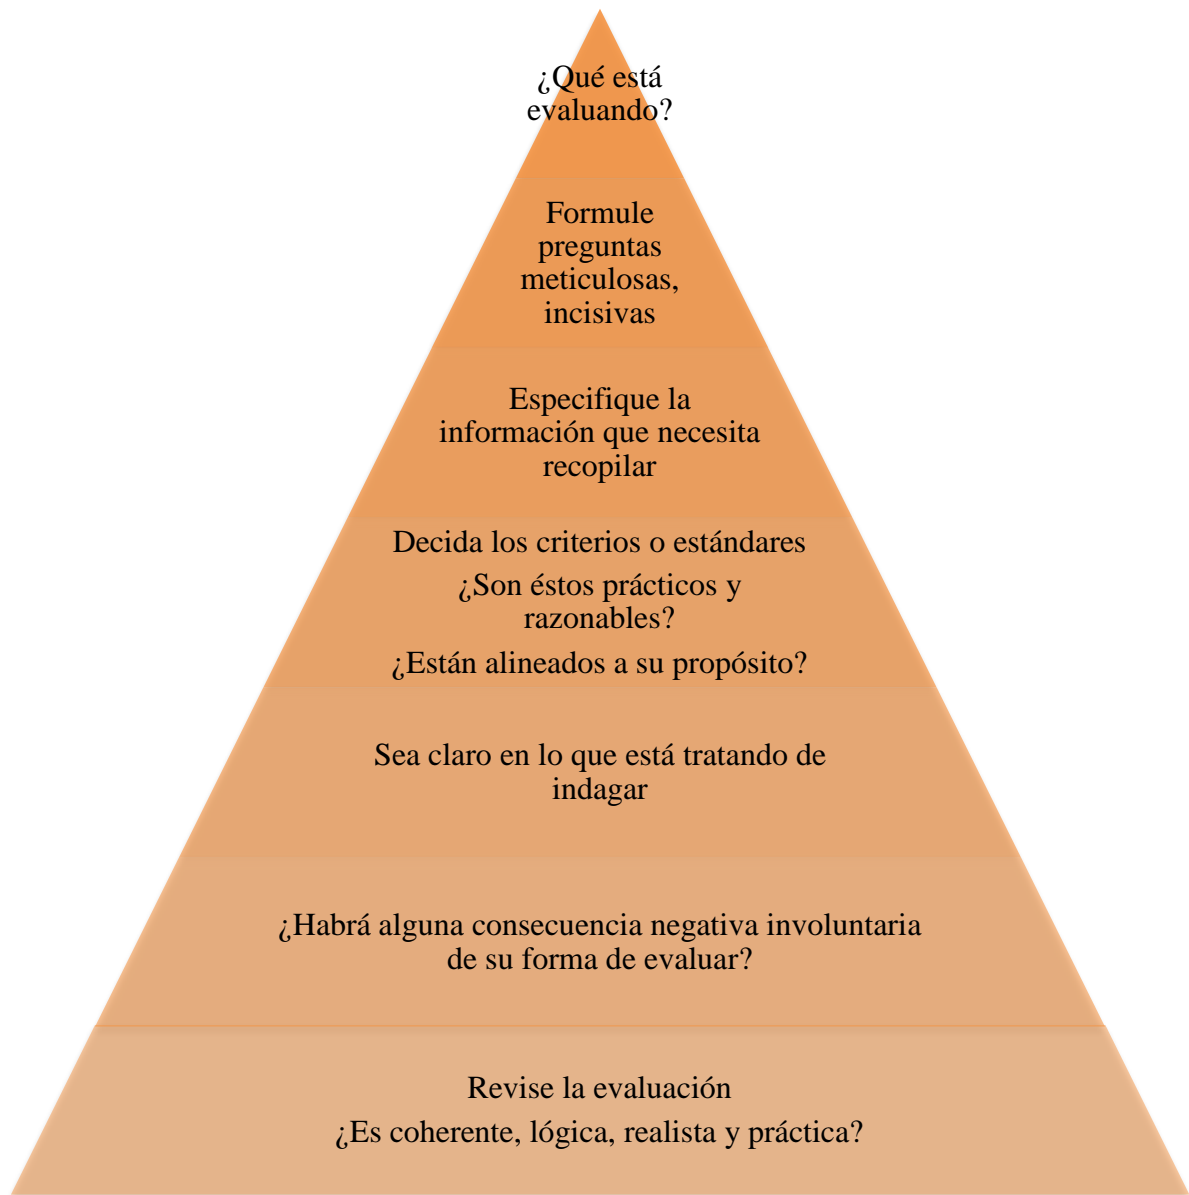 ¿Qué está
evaluando?
Formule
preguntas
meticulosas,
incisivas
Especifique la
información que necesita
recopilar
Decida los criterios o estándares
¿Son éstos prácticos y
razonables?
¿Están alineados a su propósito?
Sea claro en lo que está tratando de
indagar
¿Habrá alguna consecuencia negativa involuntaria
de su forma de evaluar?
Revise la evaluación
¿Es coherente, lógica, realista y práctica?